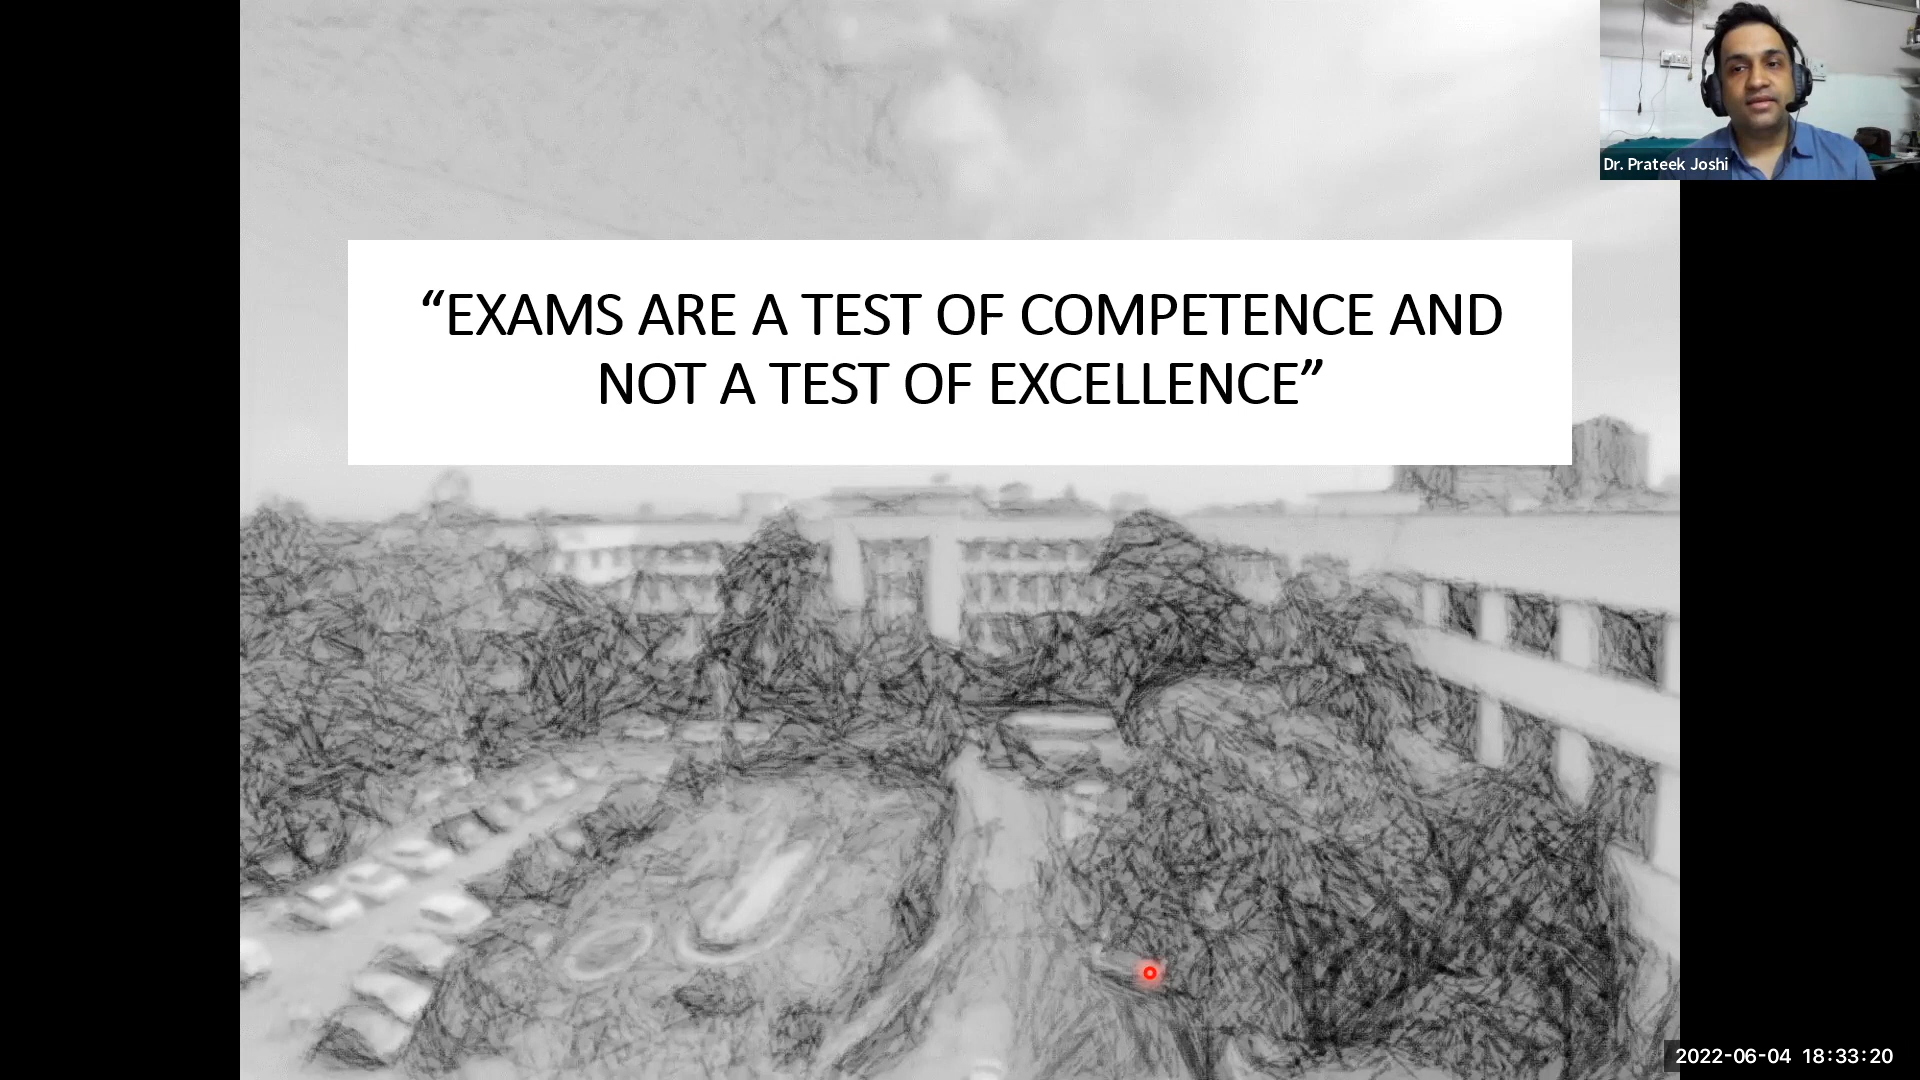 Dr. Prateek Joshi
“EXAMS ARE A TEST OF COMPETENCE AND
NOT A TEST OF EXCELLENCE”
2022-06-04 18:33:20